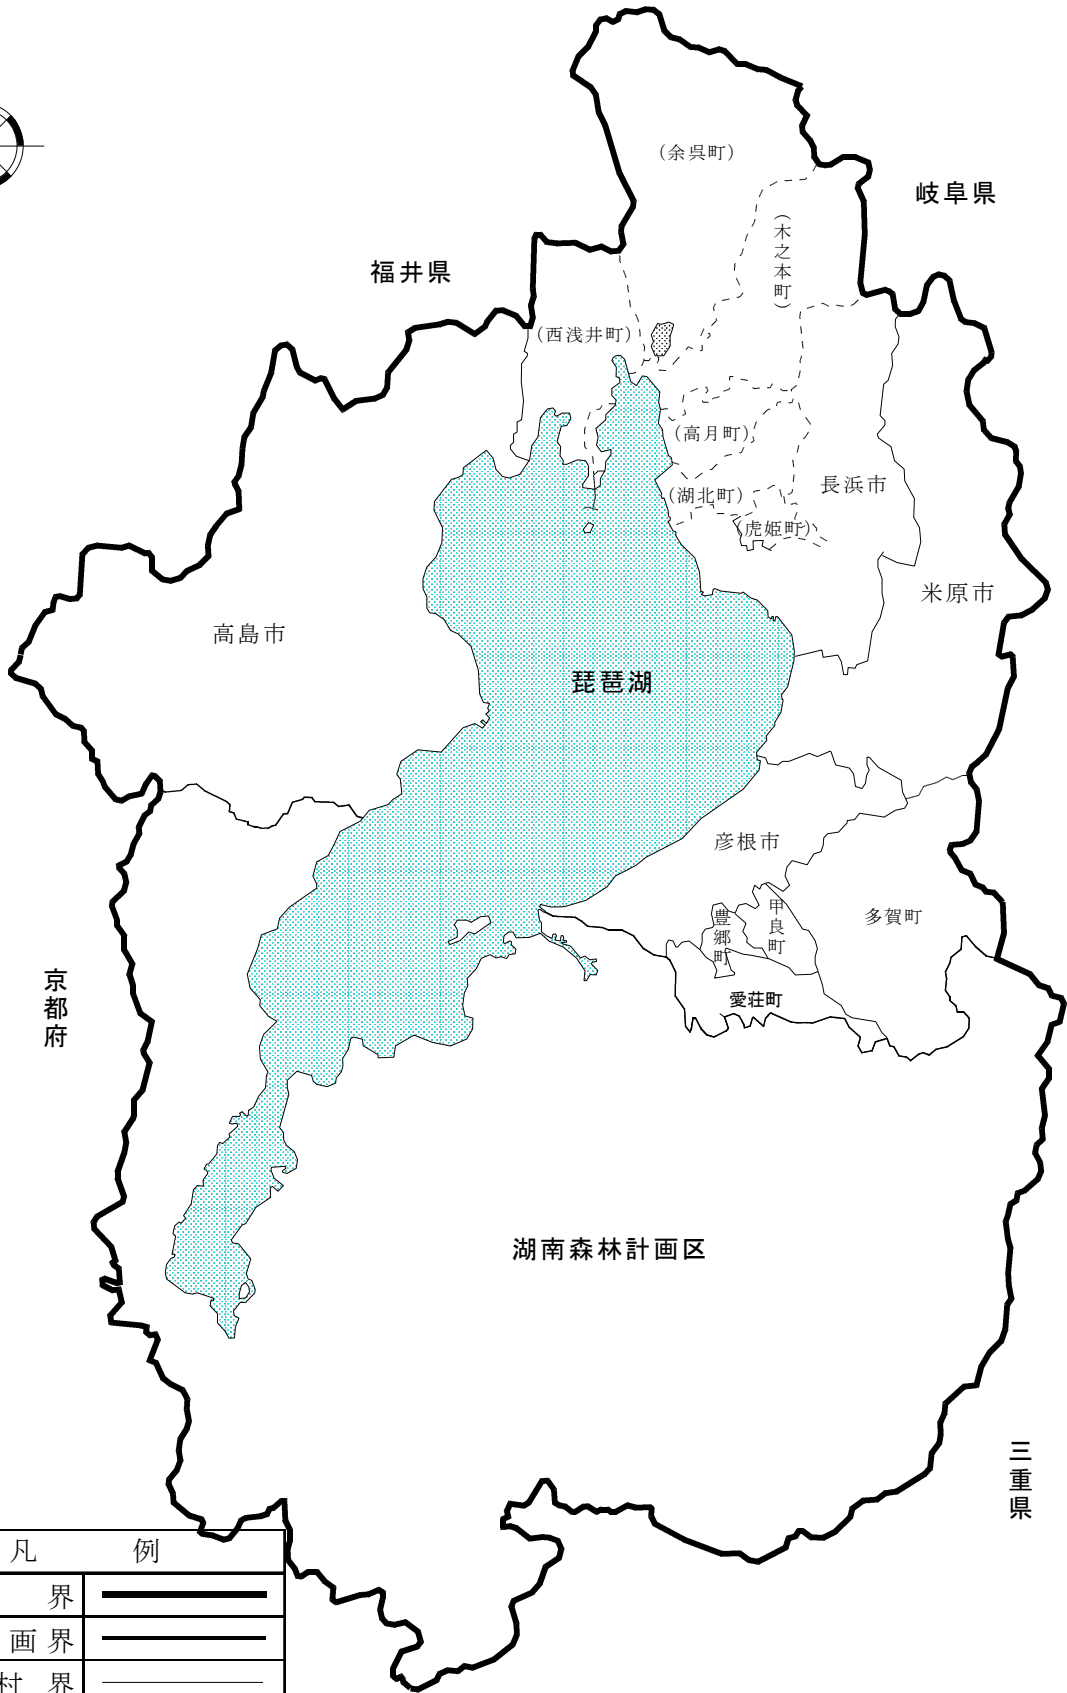 (余呉町)
岐阜県
(木之本町)
福井県
(西浅井町)
(高月町)
長浜市
(湖北町)
(虎姫町)
米原市
高島市
琵琶湖
彦根市
甲良町
豊郷町
多賀町
愛荘町
京都府
湖南森林計画区
三重県
凡 例
界
画界
村 界